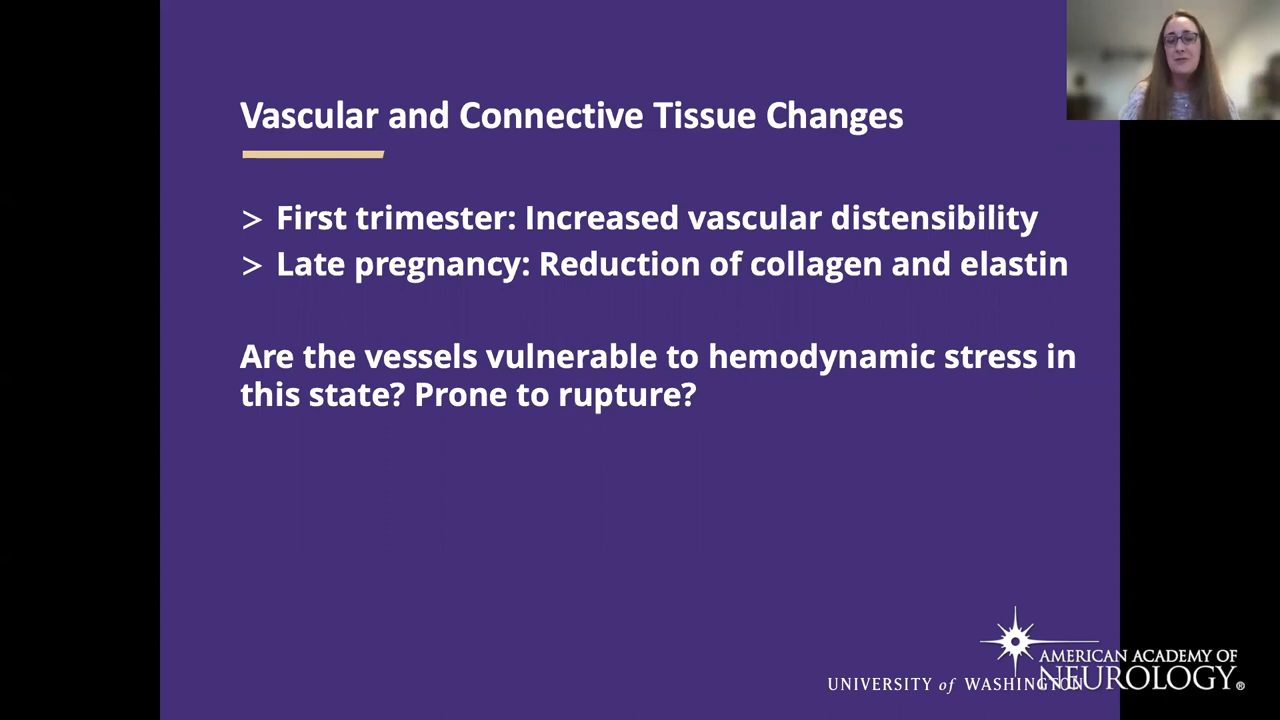 Vascular and Connective Tissue Changes
> First trimester: Increased vascular distensibility
> Late pregnancy: Reduction of collagen and elastin
Are the vessels vulnerable to hemodynamic stress in
this state? Prone to rupture?
AMERICAN ACADEMY OF
NEUROLOGY®
UNIVERSITY of WASHINGTON